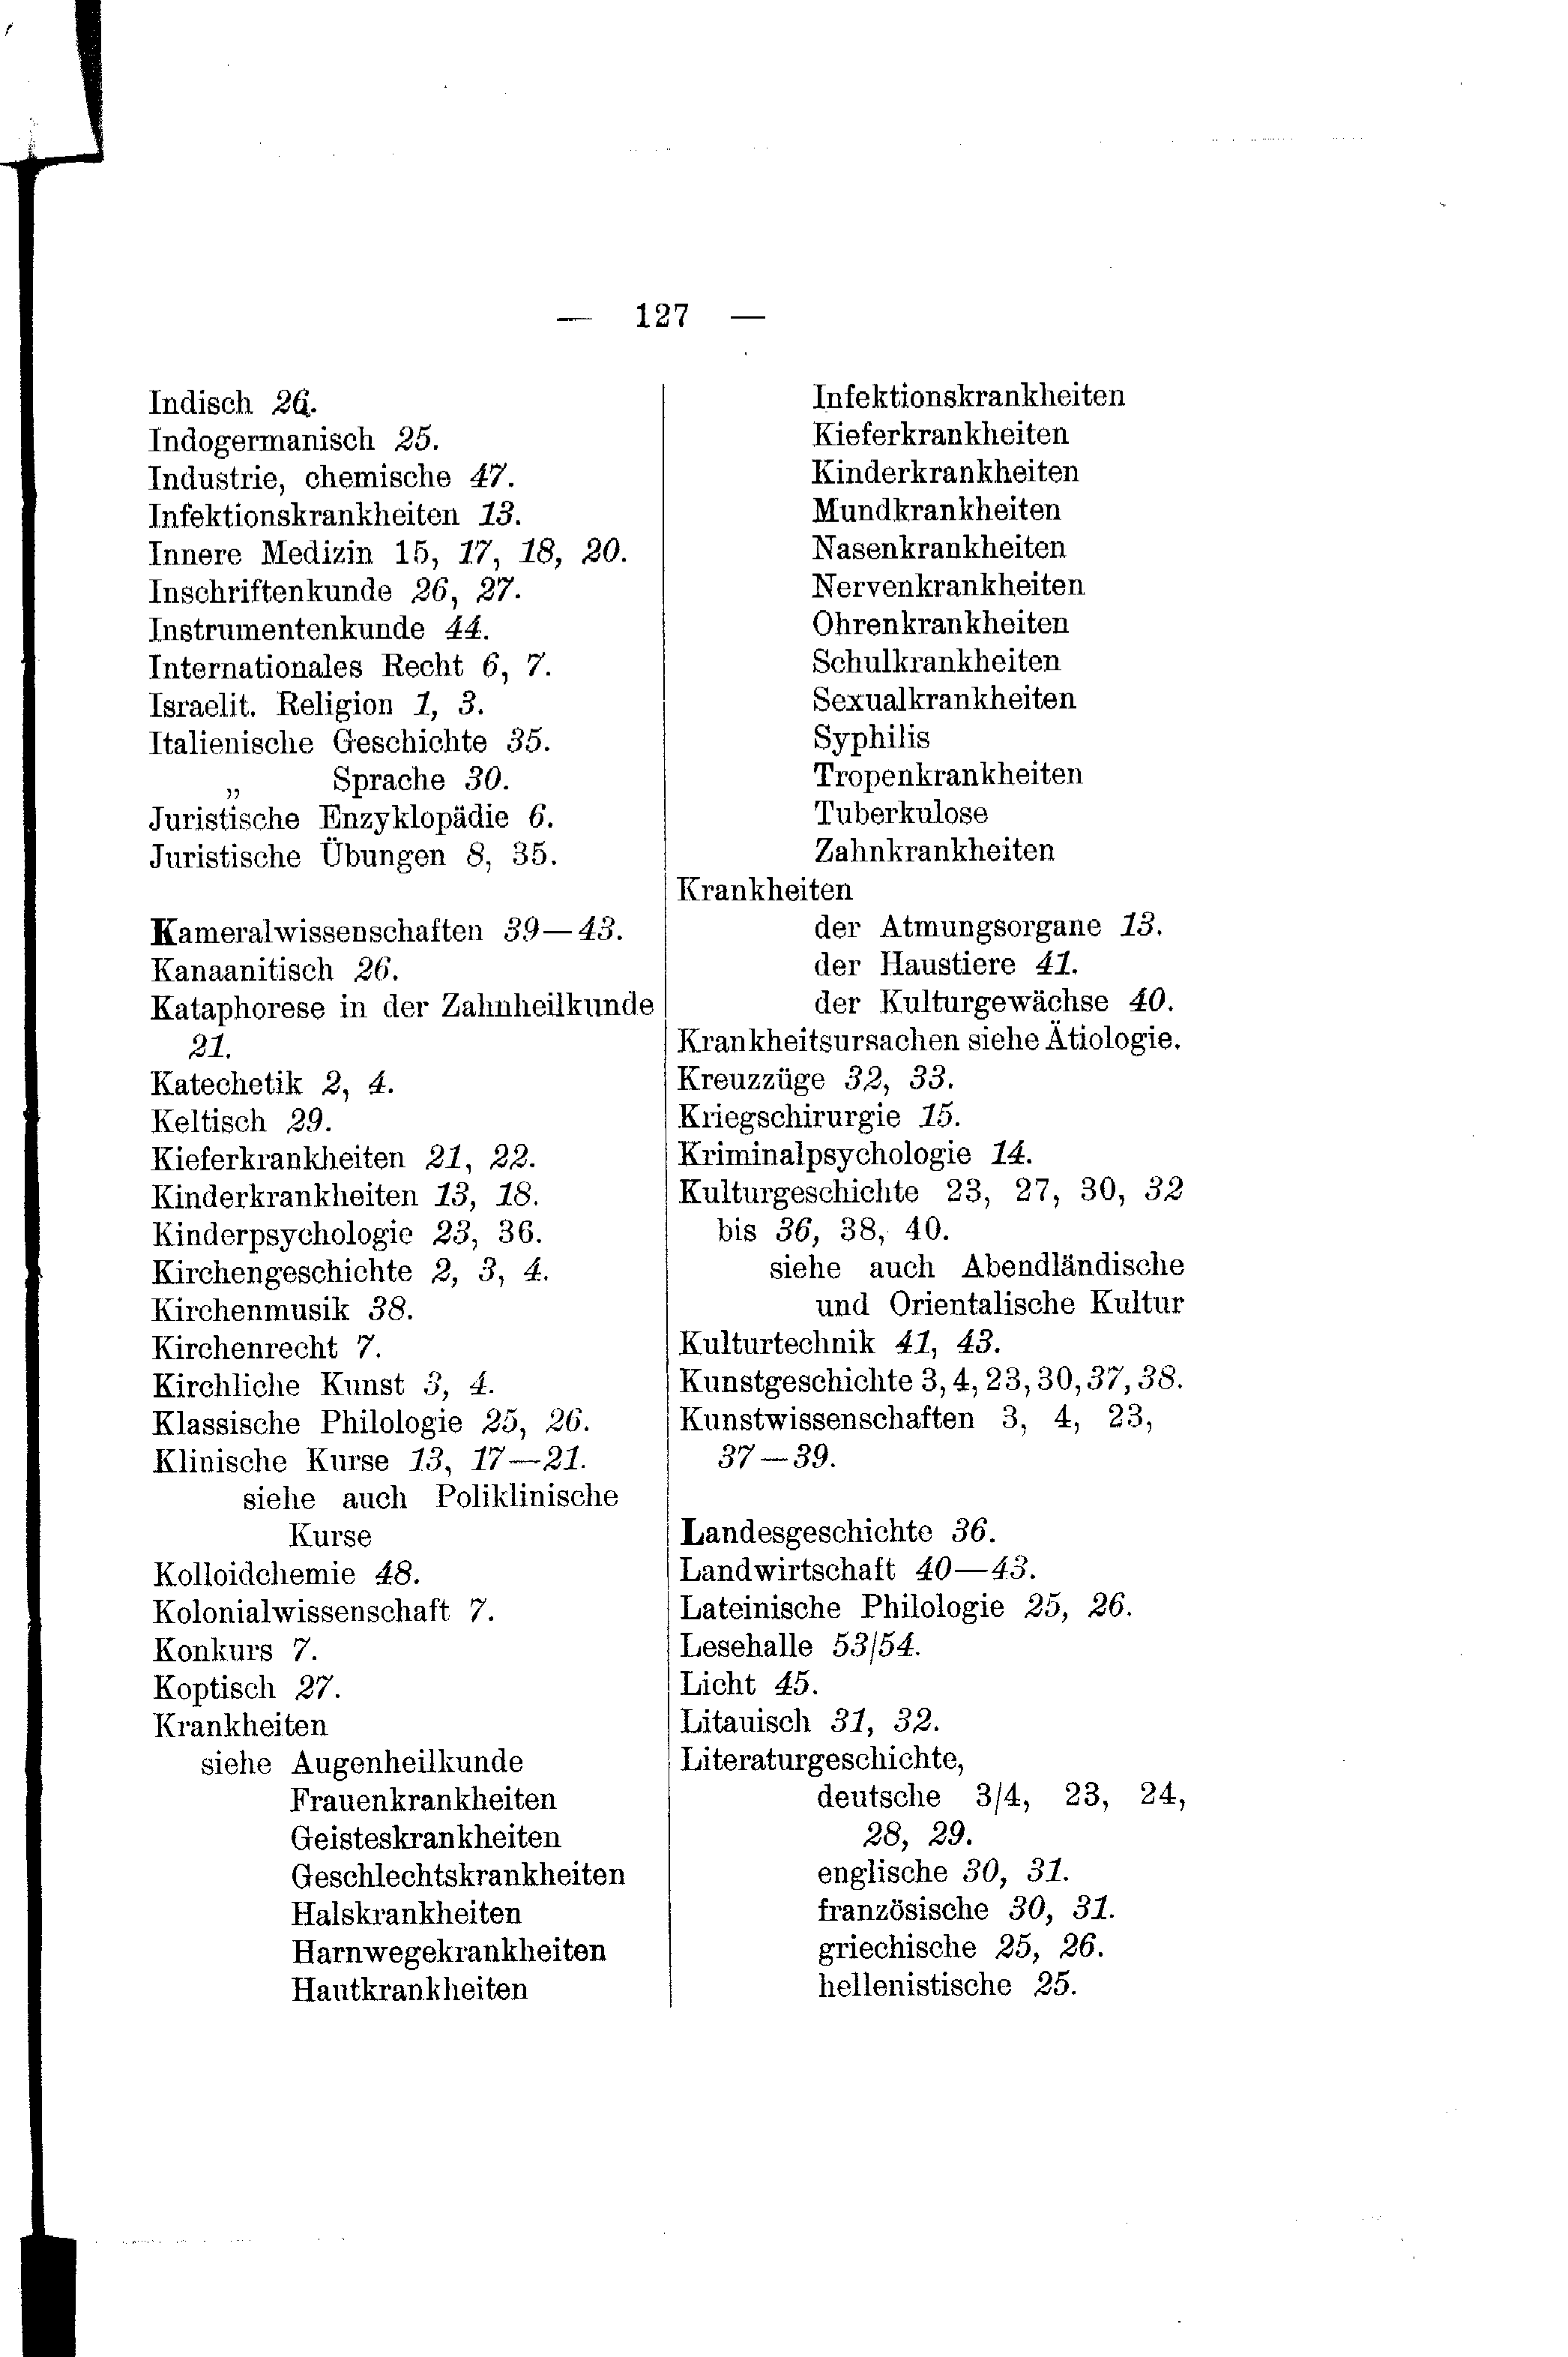 — 127 —
Indisch 26.
Indogermanisch 25.
Industrie, chemische 47.
Infektionskrankheiten 13.
Innere Medizin 15, 17, 18, 20.
Inschriftenkunde 26, 27.
Instrumentenkunde 44.
Internationales Recht 6, 7.
Israelit. Religion 1, 3.
Italienische Geschichte 35.
„ Sprache 30.
Juristische Enzyklopädie 6.
Juristische Übungen 8, 35.
Kameralwissenschaften 39—43.
Kanaanitisch 26.
Kataphorese in der Zahnheilkunde
21.
Katechetik 2, 4.
Keltisch 29.
Kieferkrankheiten 21, 22.
Kinderkrankheiten 13, 18.
Kinderpsychologie 23, 36.
Kirchengeschichte 2, 3, 4.
Kirchenmusik 38.
Kirchenrecht 7.
Kirchliche Kunst 3, 4.
Klassische Philologie 25, 26.
Klinische Kurse 13, 17—21.
siehe auch Poliklinische
Kurse
Kolloidchemie 48.
Kolonialwissenschaft 7.
Konkurs 7.
Koptisch 27.
Krankheiten
siehe Augenheilkunde
Frauenkrankheiten
Geisteskrankheiten
Geschlechtskrankheiten
Halskrankheiten
Harnwegekrankheiten
Hautkrankheiten
Infektionskrankheiten
Kieferkrankheiten
Kinderkrankheiten
Mundkrankheiten
Nasenkrankheiten
Nervenkrankheiten
Ohrenkrankheiten
Schulkrankheiten
Sexualkrankheiten
Syphilis
Tropenkrankheiten
Tuberkulose
Zahnkrankheiten
Krankheiten
der Atmungsorgane 13.
der Haustiere 41.
der Kulturgewächse 40.
Krankheitsursachen siehe Ätiologie.
Kreuzzüge 32, 33.
Kriegschirurgie 15.
Kriminalpsychologie 14.
Kulturgeschichte 23, 27, 30, 32
bis 36, 38, 40.
siehe auch Abendländische
und Orientalische Kultur
Kulturtechnik 41, 43.
Kunstgeschichte 3, 4, 23, 30, 37, 38.
Kunstwissenschaften 3, 4, 23,
37—39.
Landesgeschichte 36.
Landwirtschaft 40—43.
Lateinische Philologie 25, 26.
Lesehalle 53/54.
Licht 45.
Litauisch 31, 32.
Literaturgeschichte,
deutsche 3/4, 23, 24,
28, 29.
englische 30, 31.
französische 30, 31.
griechische 25, 26.
hellenistische 25.